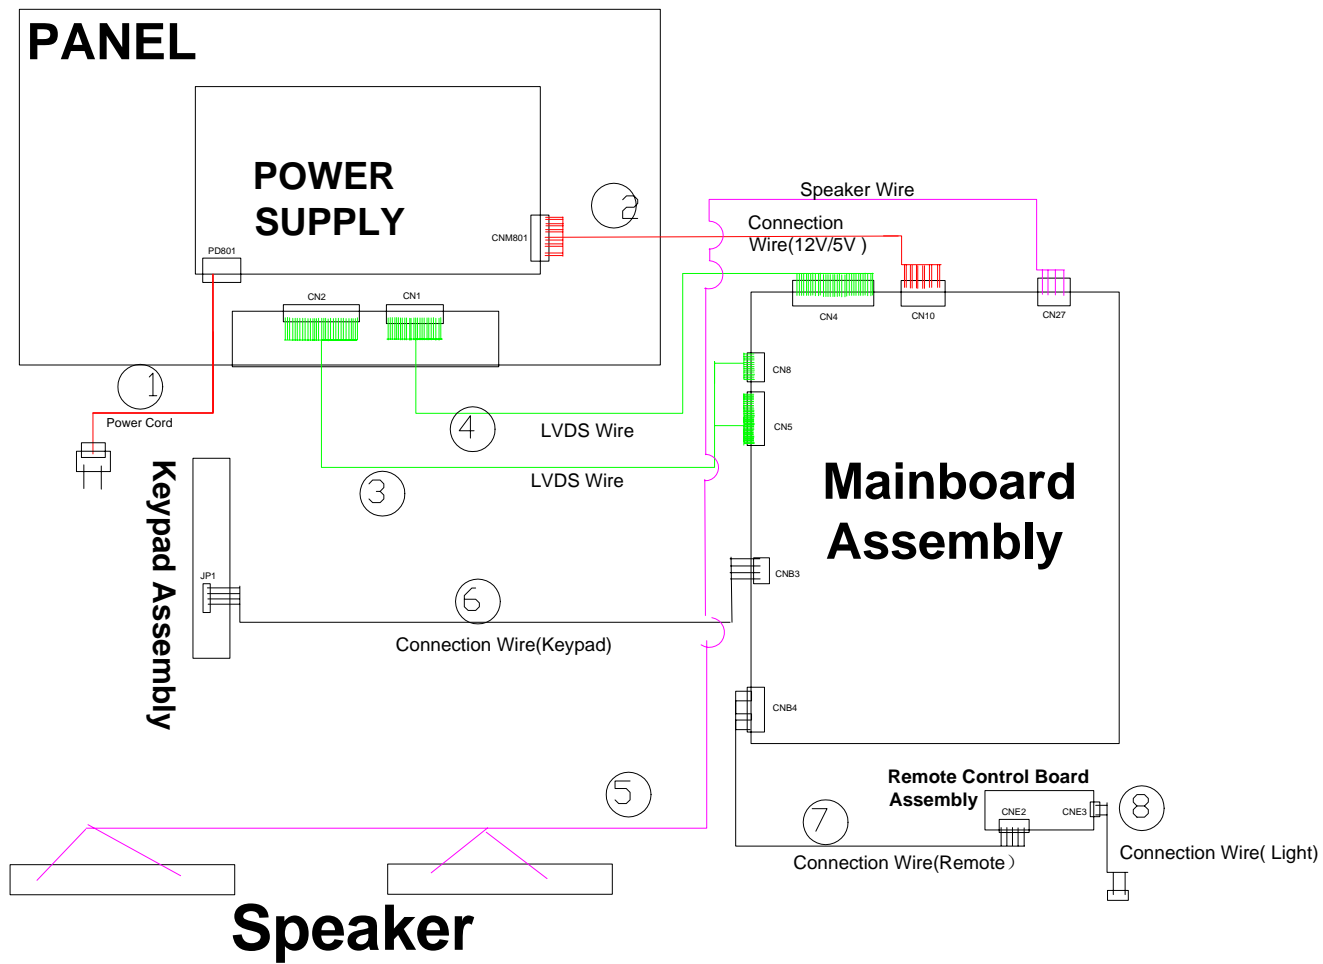 PANEL
POWER
SUPPLY
PD801
CNM801
2
Speaker Wire
Connection
Wire(12V/5V )
CN2
CN1
CN4
CN10
CN27
1
Power Cord
CN8
CN5
4
LVDS Wire
3
LVDS Wire
Keypad Assembly
Mainboard
Assembly
JP1
CNB3
6
Connection Wire(Keypad)
CNB4
5
Remote Control Board
Assembly
7
CNE2
CNE3
8
Connection Wire(Remote）
Connection Wire( Light)
Speaker